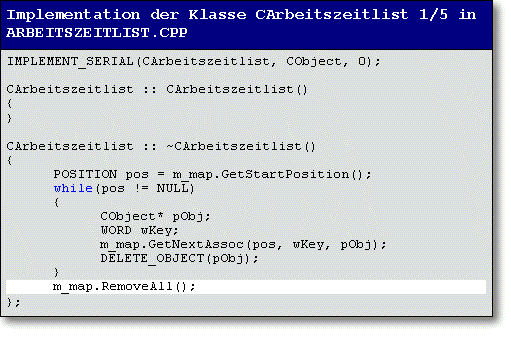 Implementation der Klasse CArbeitszeitlist 1/5 in
ARBEITSZEITLIST.CPP
IMPLEMENT_SERIAL(CArbeitszeitlist, CObject, 0);
CArbeitszeitlist :: CArbeitszeitlist()
{
}
CArbeitszeitlist :: ~CArbeitszeitlist()
{
POSITION pos = m_map.GetStartPosition();
while(pos != NULL)
{
CObject* pObj;
WORD wKey;
m_map.GetNextAssoc(pos, wKey, pObj);
DELETE_OBJECT(pObj);
}
m_map.RemoveAll();
};